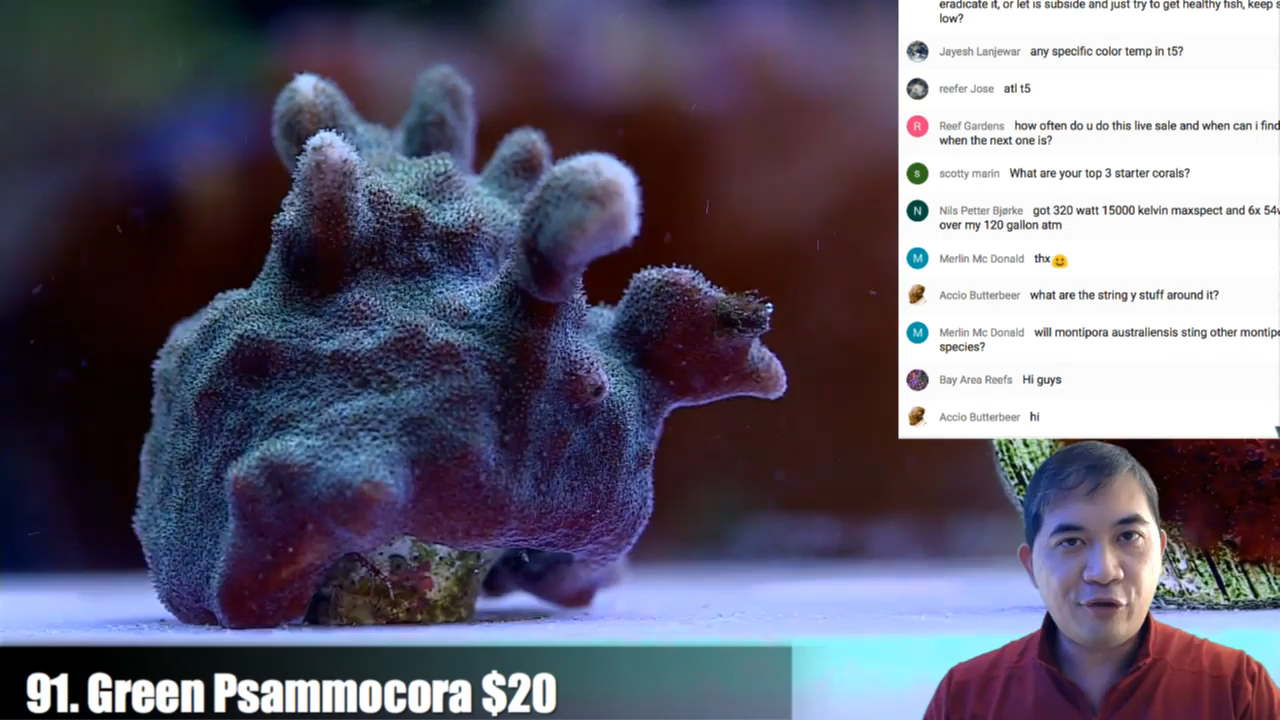 eradicate it, or let is subside and just try to get healthy fish, keep
low?
Jayesh Lanjewar any specific color temp in t5?
reefer Jose atl t5
R Reef Gardens how often do u do this live sale and when can i find
when the next one is?
s scotty marin What are your top 3 starter corals?
N Nils Petter Bjørke got 320 watt 15000 kelvin maxspect and 6x
over my 120 gallon atm
M Merlin Mc Donald thx
Accio Butterbeer what are the string y stuff around it?
M Merlin Mc Donald will montipora australiensis sting other
species?
Bay Area Reefs Hi guys
Accio Butterbeer hi
91. Green Psammocora $20